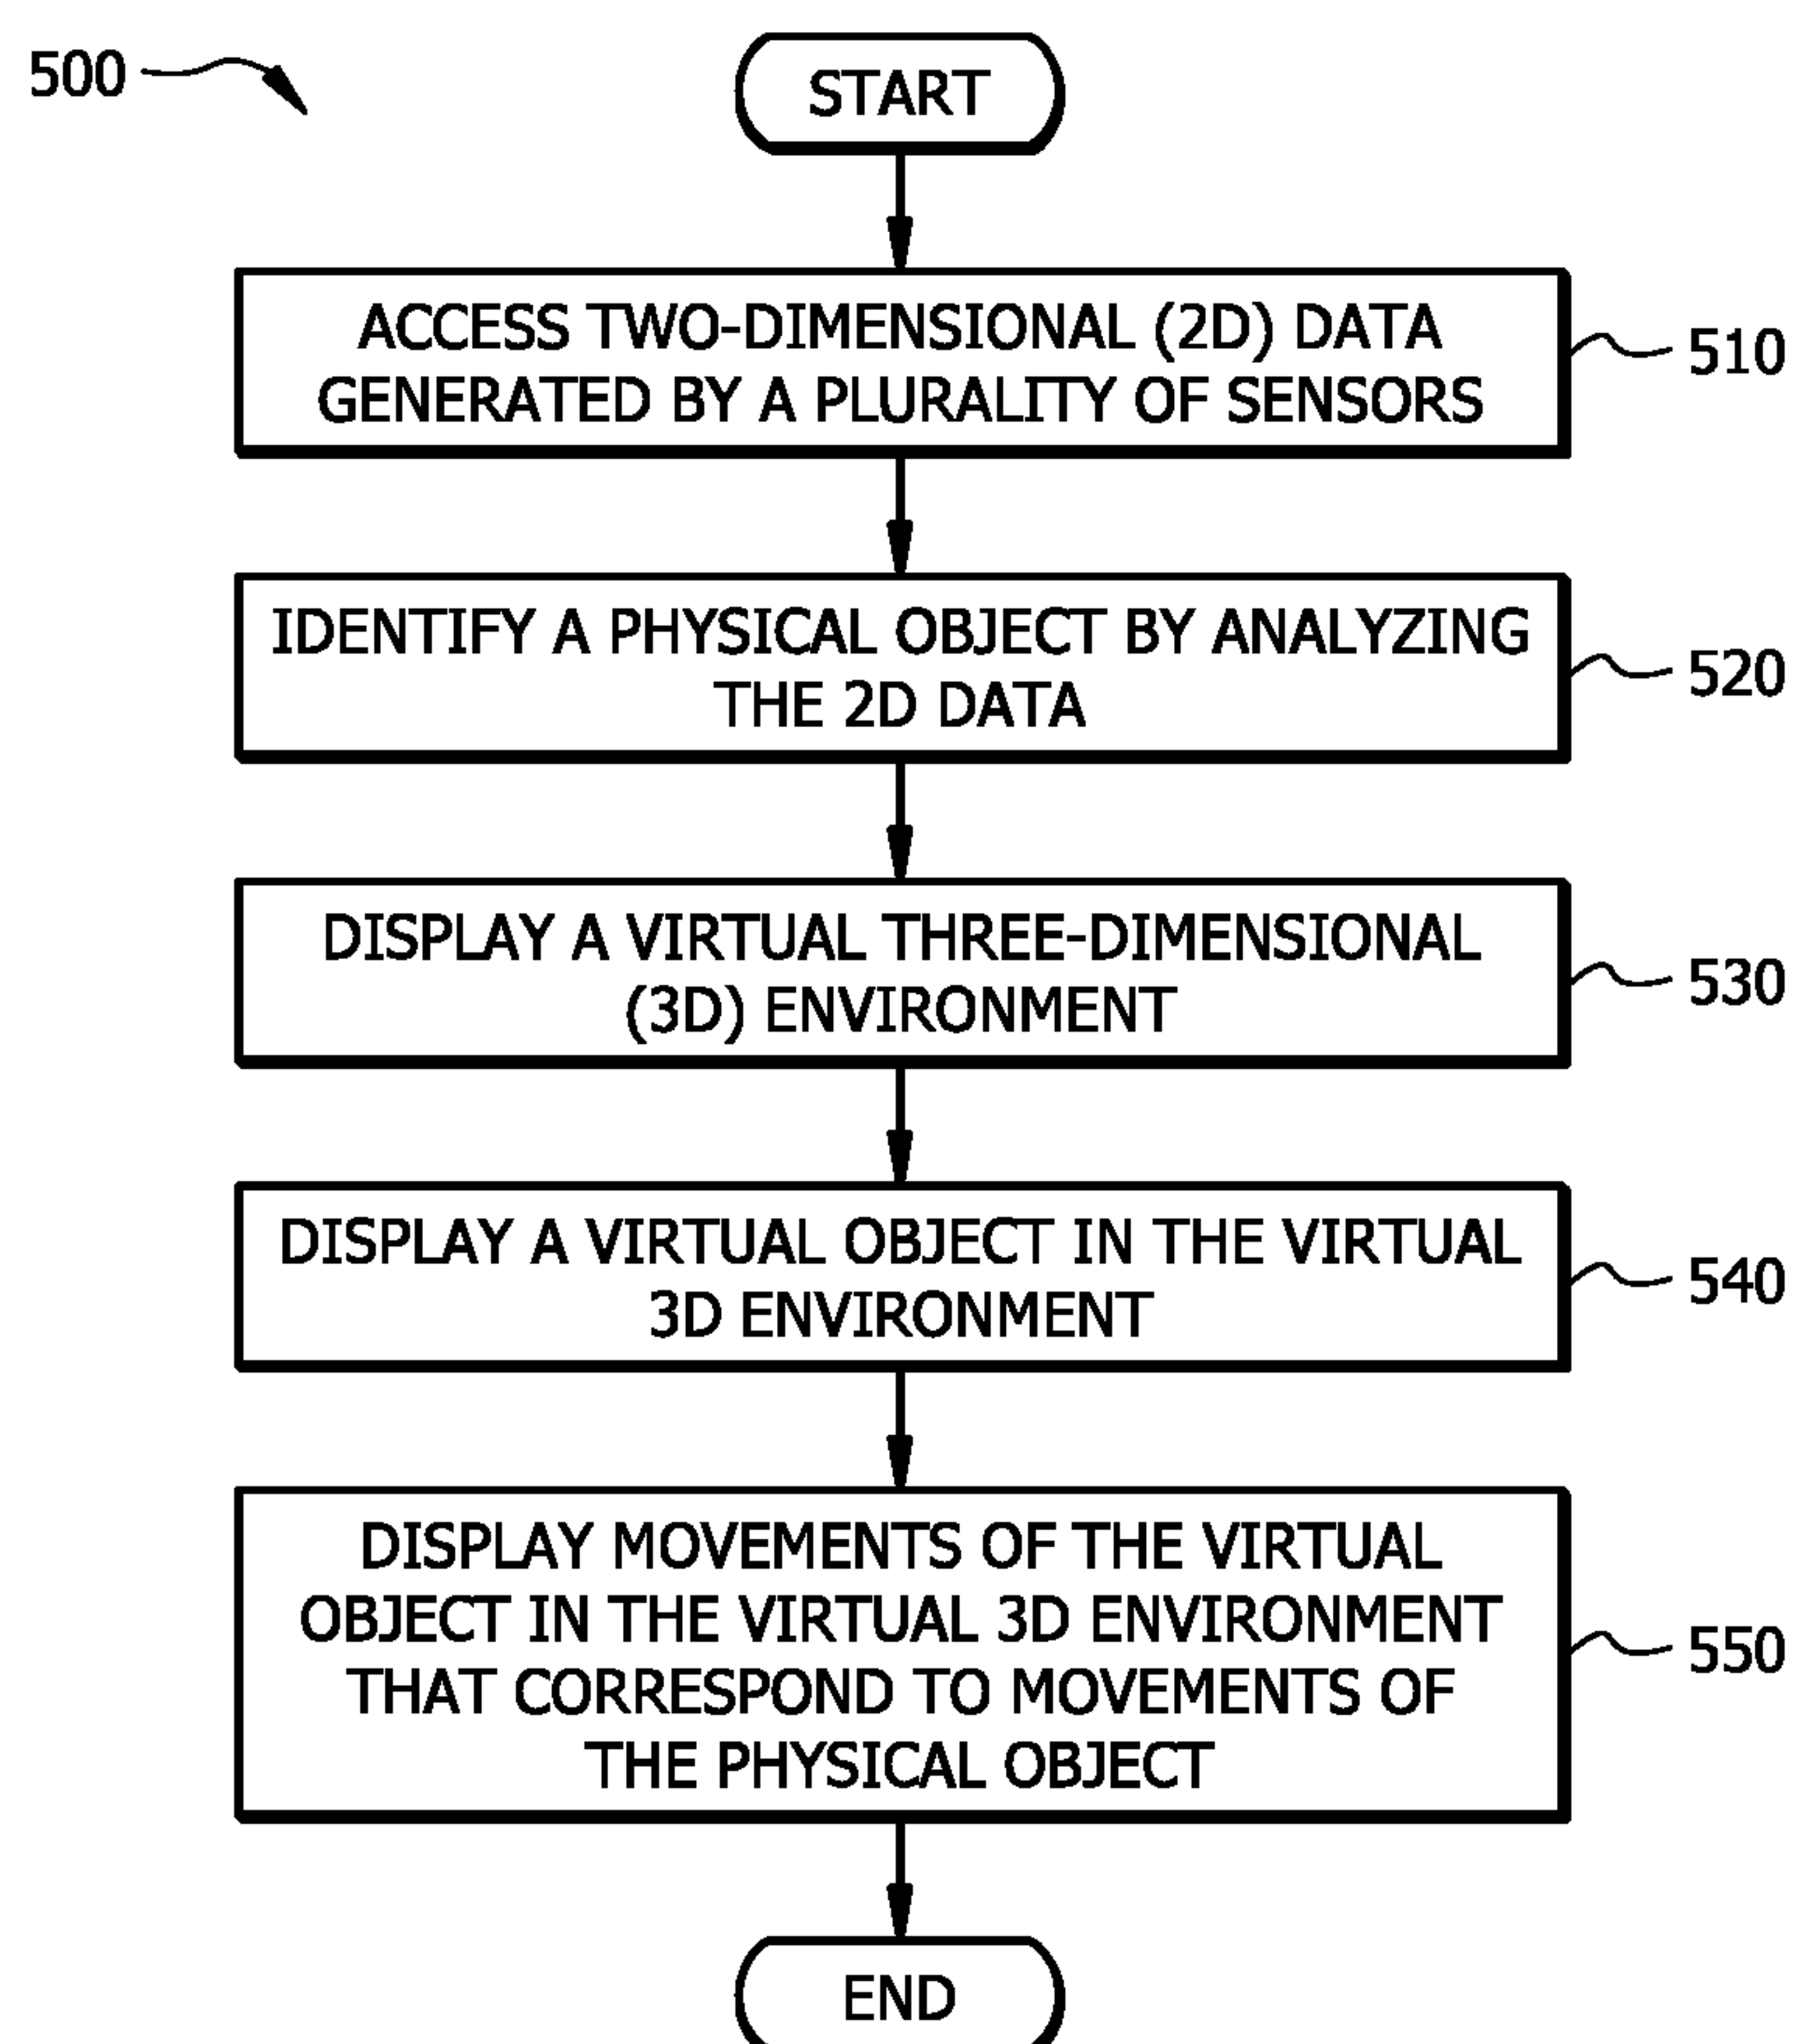 500
START
ACCESS TWO-DIMENSIONAL (2D) DATA
GENERATED BY A PLURALITY OF SENSORS
510
IDENTIFY A PHYSICAL OBJECT BY ANALYZING
THE 2D DATA
520
DISPLAY A VIRTUAL THREE-DIMENSIONAL
(3D) ENVIRONMENT
530
DISPLAY A VIRTUAL OBJECT IN THE VIRTUAL
3D ENVIRONMENT
540
DISPLAY MOVEMENTS OF THE VIRTUAL
OBJECT IN THE VIRTUAL 3D ENVIRONMENT
THAT CORRESPOND TO MOVEMENTS OF
THE PHYSICAL OBJECT
550
END